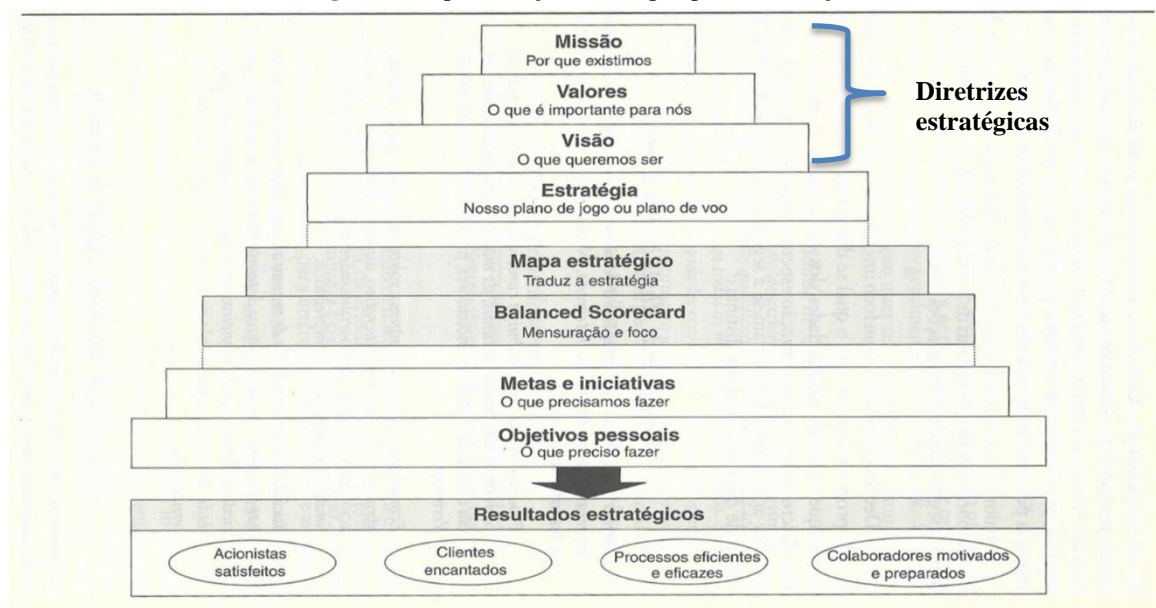 Missão
Por que existimos
Valores
O que é importante para nós
Visão
O que queremos ser
Diretrizes
estratégicas
Estratégia
Nosso plano de jogo ou plano de voo
Mapa estratégico
Traduz a estratégia
Balanced Scorecard
Mensuração e foco
Metas e iniciativas
O que precisamos fazer
Objetivos pessoais
O que preciso fazer
Resultados estratégicos
Acionistas
satisfeitos
Clientes
encantados
Processos eficientes
e eficazes
Colaboradores motivados
e preparados